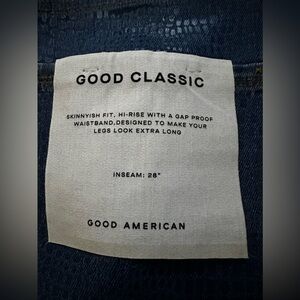 GOOD CLASSIC
SKINNYISH FIT, HI-RISE WITH A GAP PROOF
WAISTBAND,DESIGNED TO MAKE YOUR
LEGS LOOK EXTRA LONG
INSEAM: 28"
GOOD AMERICAN